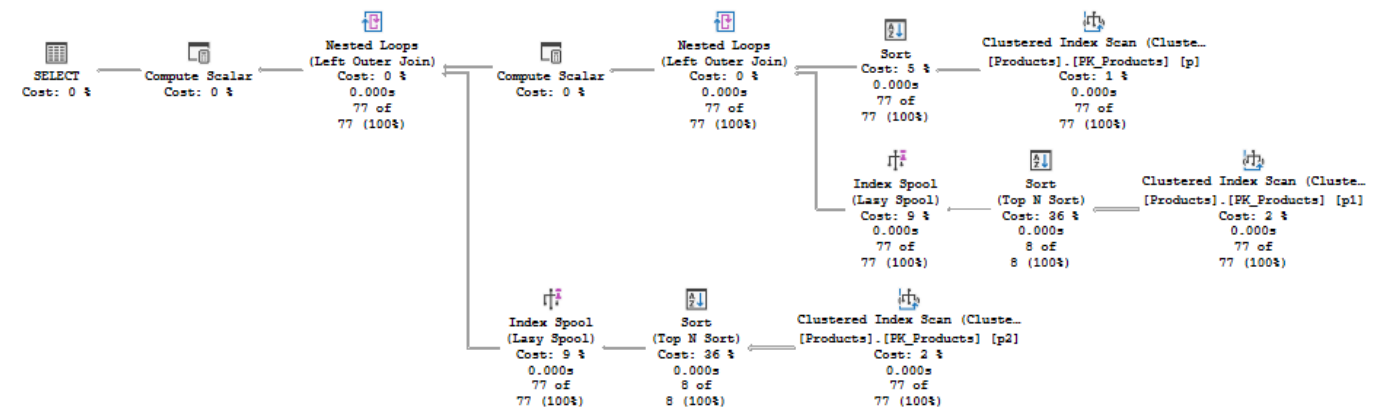 SELECT
Cost: 0 %
Compute Scalar
Cost: 0 %
Nested Loops
(Left Outer Join)
Cost: 0 %
0.000s
77 of
77 (100%)
Compute Scalar
Cost: 0 %
Nested Loops
(Left Outer Join)
Cost: 0 %
0.000s
77 of
77 (100%)
Sort
Cost: 5 %
0.000s
77 of
77 (100%)
Clustered Index Scan (Cluste…
[Products].[PK_Products] [p]
Cost: 1 %
0.000s
77 of
77 (100%)
Index Spool
(Lazy Spool)
Cost: 9 %
0.000s
77 of
77 (100%)
Sort
(Top N Sort)
Cost: 36 %
0.000s
8 of
8 (100%)
Clustered Index Scan (Cluste…
[Products].[PK_Products] [p1]
Cost: 2 %
0.000s
77 of
77 (100%)
Index Spool
(Lazy Spool)
Cost: 9 %
0.000s
77 of
77 (100%)
Sort
(Top N Sort)
Cost: 36 %
0.000s
8 of
8 (100%)
Clustered Index Scan (Cluste…
[Products].[PK_Products] [p2]
Cost: 2 %
0.000s
77 of
77 (100%)